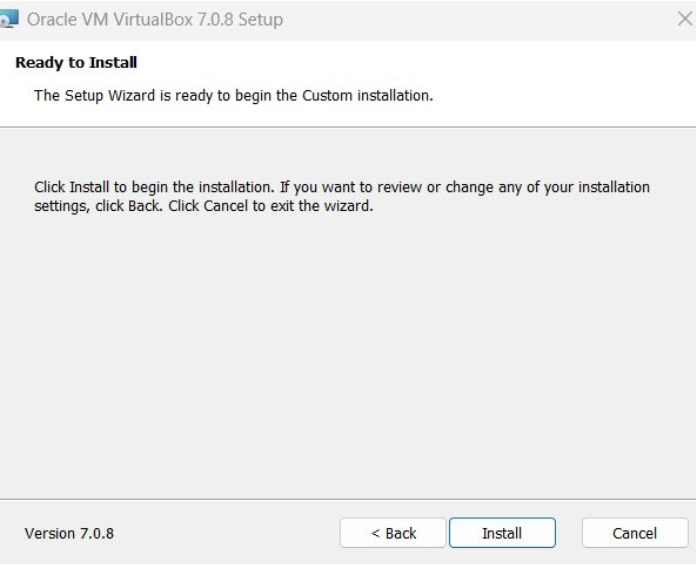 Oracle VM VirtualBox 7.0.8 Setup
Ready to Install
The Setup Wizard is ready to begin the Custom installation.
Click Install to begin the installation. If you want to review or change any of your installation
settings, click Back. Click Cancel to exit the wizard.
Version 7.0.8
< Back
Install
Cancel